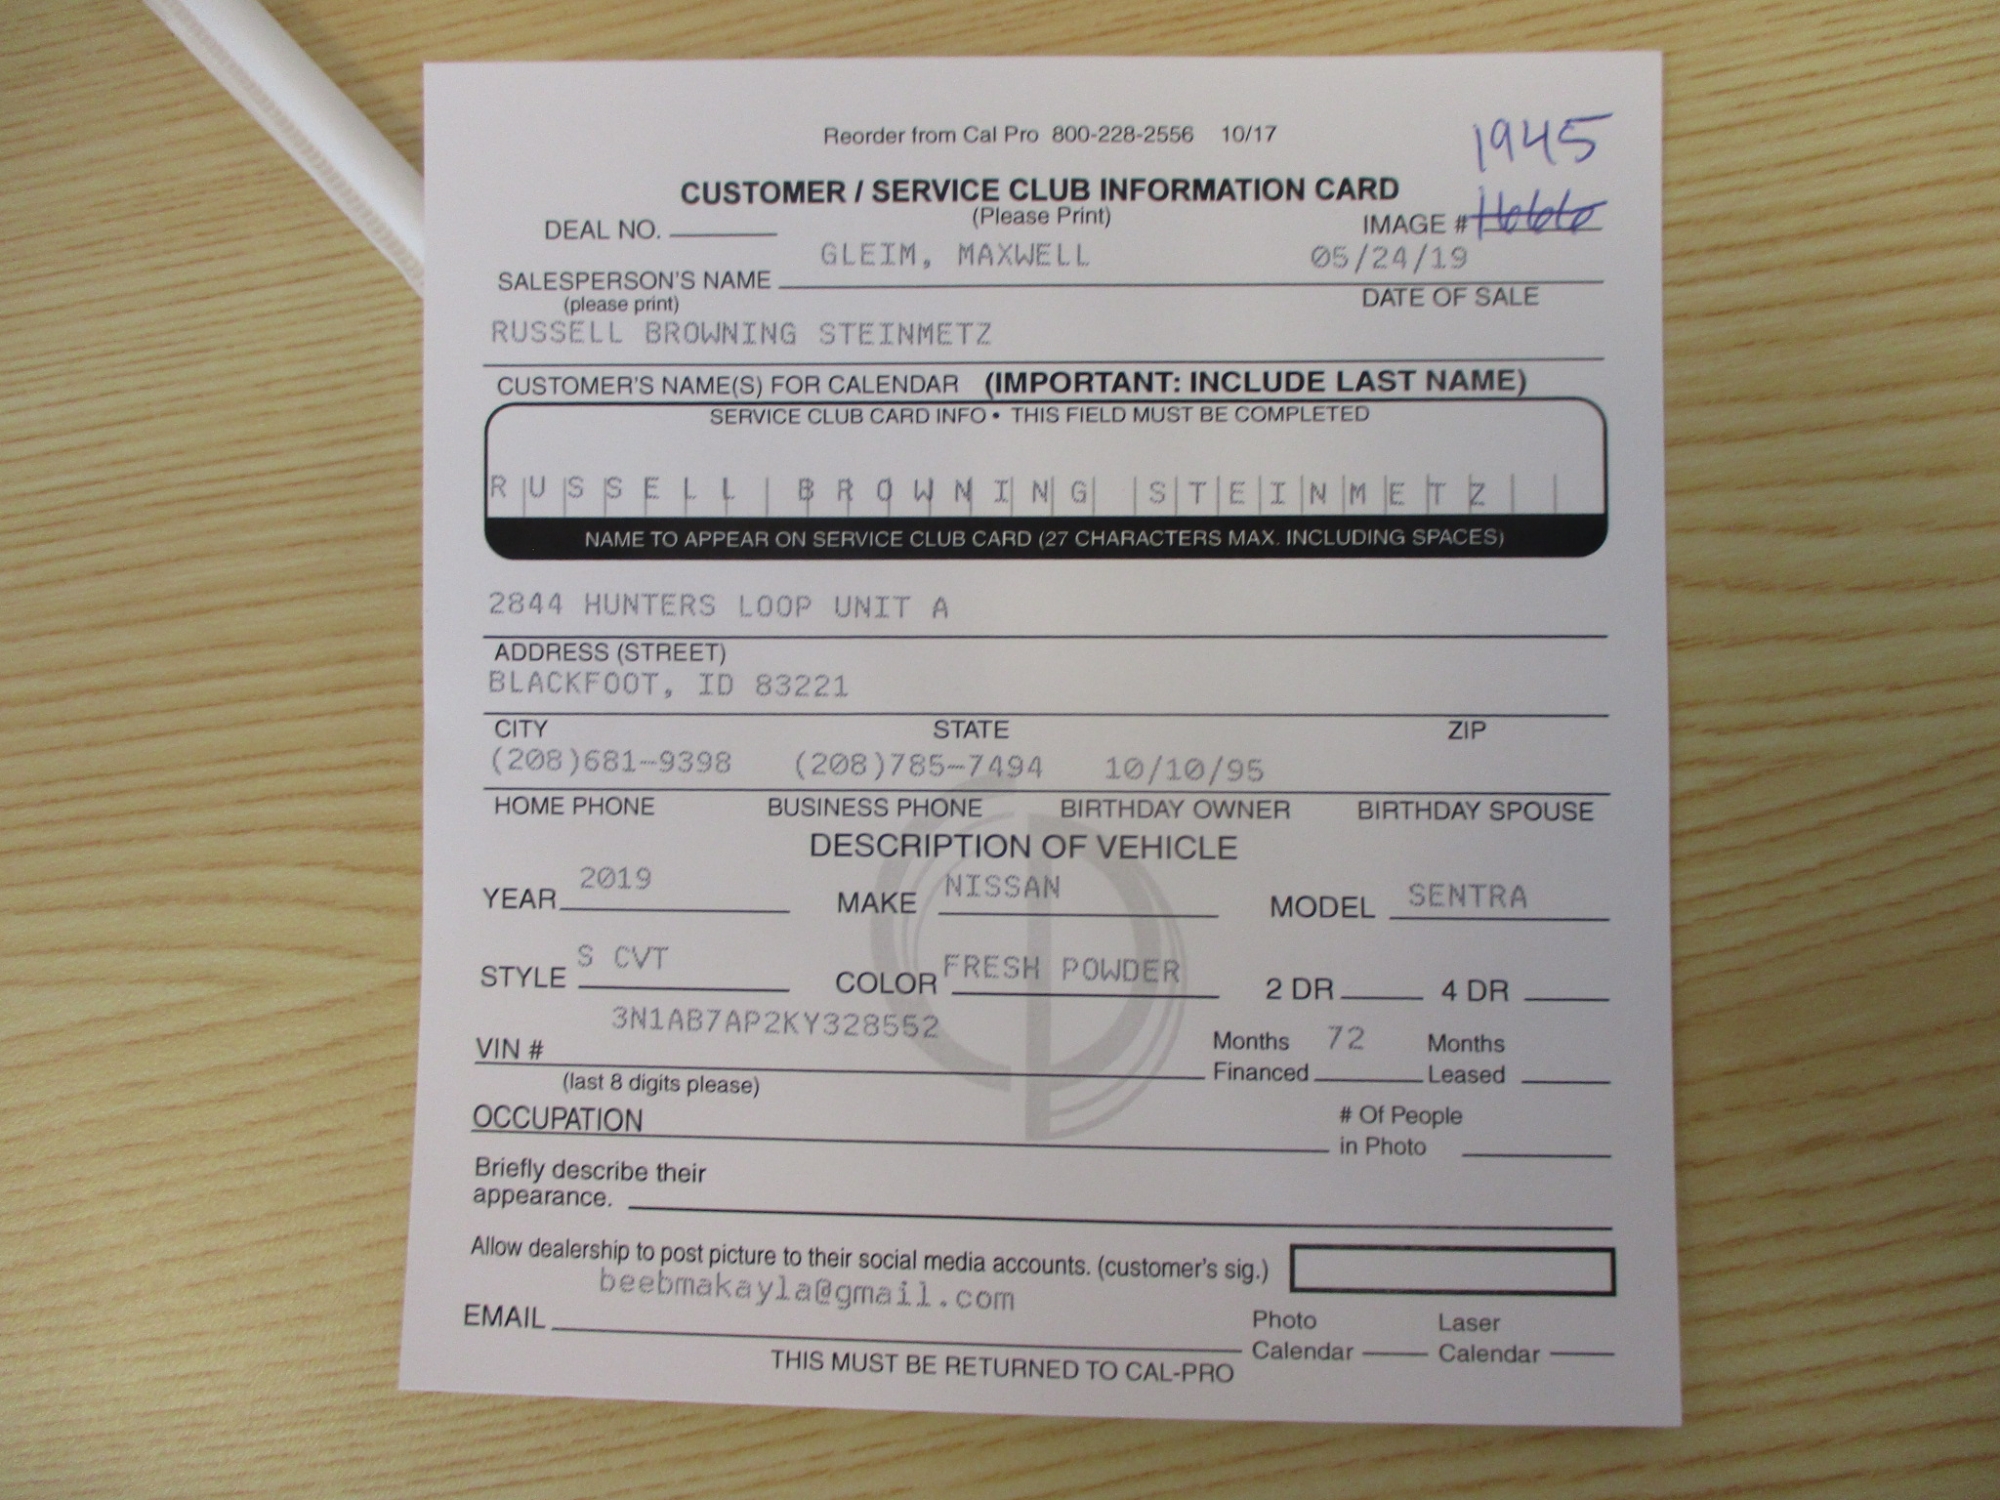 Reorder from Cal Pro 800-228-2556 10/17
1945
CUSTOMER / SERVICE CLUB INFORMATION CARD
(Please Print)
DEAL NO.
IMAGE #
GLEIM, MAXWELL 05/24/19
SALESPERSON'S NAME
(please print)
DATE OF SALE
RUSSELL BROWNING STEINMETZ
CUSTOMER'S NAME(S) FOR CALENDAR (IMPORTANT: INCLUDE LAST NAME)
SERVICE CLUB CARD INFO • THIS FIELD MUST BE COMPLETED
RUSSELL BROWNING STEINMETZ
NAME TO APPEAR ON SERVICE CLUB CARD (27 CHARACTERS MAX. INCLUDING SPACES)
2844 HUNTERS LOOP UNIT A
ADDRESS (STREET)
BLACKFOOT, ID 83221
CITY STATE ZIP
(208)681-9398 (208)785-7494 10/10/95
HOME PHONE BUSINESS PHONE BIRTHDAY OWNER BIRTHDAY SPOUSE
DESCRIPTION OF VEHICLE
YEAR 2019 MAKE NISSAN MODEL SENTRA
STYLE S CVT COLOR FRESH POWDER 2 DR 4 DR
VIN # 3N1AB7AP2KY328552
(last 8 digits please)
Months Financed 72 Months Leased
OCCUPATION
# Of People in Photo
Briefly describe their
appearance.
Allow dealership to post picture to their social media accounts. (customer's sig.)
EMAIL beebmakayla@gmail.com
Photo Calendar Laser Calendar
THIS MUST BE RETURNED TO CAL-PRO